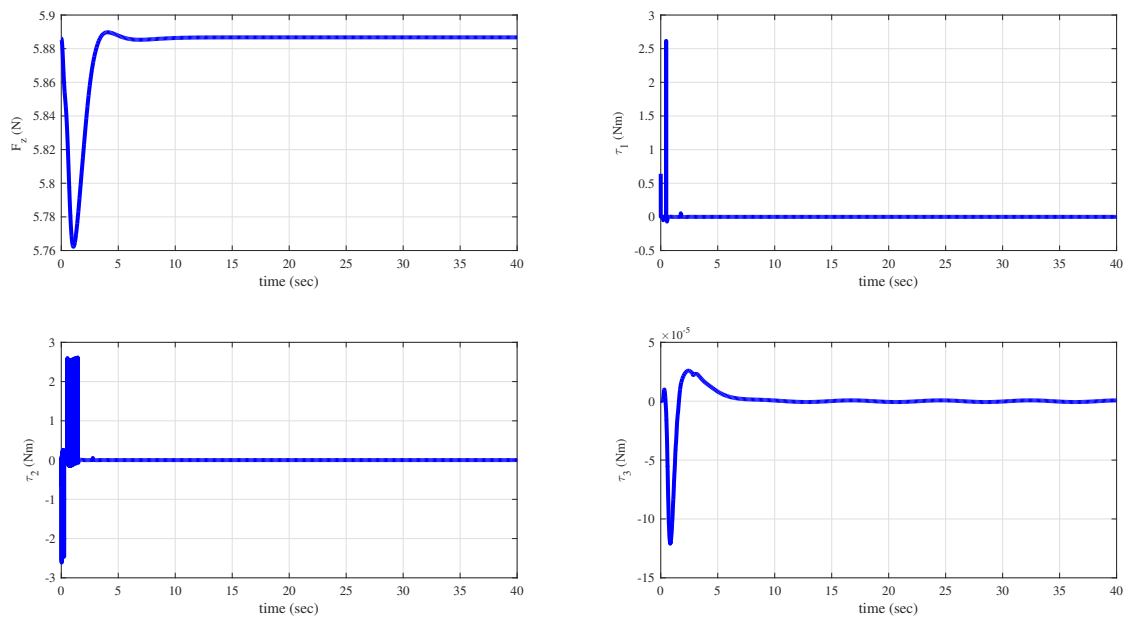 5.9
5.88
5.86
5.84
5.82
5.8
5.78
5.76
F_z (N)
0 5 10 15 20 25 30 35 40
time (sec)
3
2.5
2
1.5
1
0.5
0
-0.5
τ_1 (Nm)
0 5 10 15 20 25 30 35 40
time (sec)
3
2
1
0
-1
-2
-3
τ_2 (Nm)
0 5 10 15 20 25 30 35 40
time (sec)
×10^-5
5
0
-5
-10
-15
τ_3 (Nm)
0 5 10 15 20 25 30 35 40
time (sec)